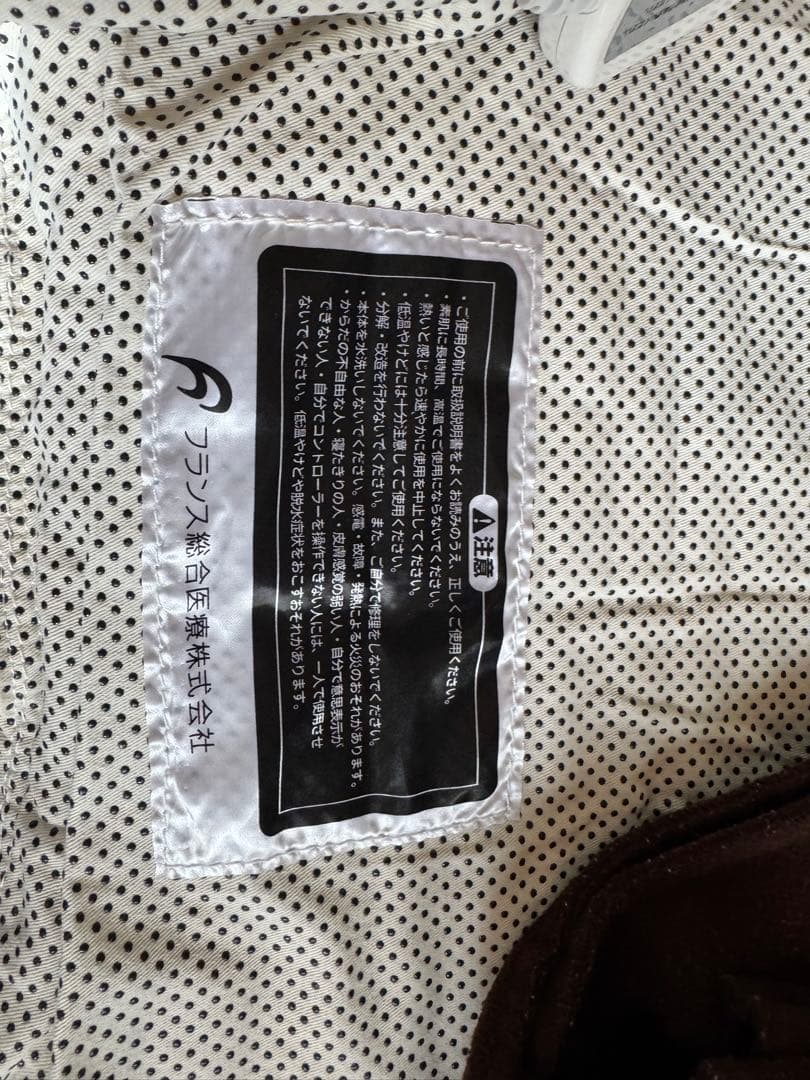 注意
・ご使用の前に取扱説明書をよくお読みのうえ、正しくご使用ください。
・素肌に長時間、高温でご使用にならないでください。
・熱いと感じたら速やかに使用を中止してください。
・低温やけどには十分注意してご使用ください。
・分解・改造を行わないでください。また、ご自分で修理をしないでください。
・本体を水洗いしないでください。感電・故障・発熱による火災のおそれがあります。
・からだの不自由な人・寝たきりの人・皮膚感覚の弱い人・自分で意思表示が
できない人・自分でコントローラーを操作できない人には、一人で使用させ
ないでください。低温やけどや脱水症状をおこすおそれがあります。
フランス総合医療株式会社